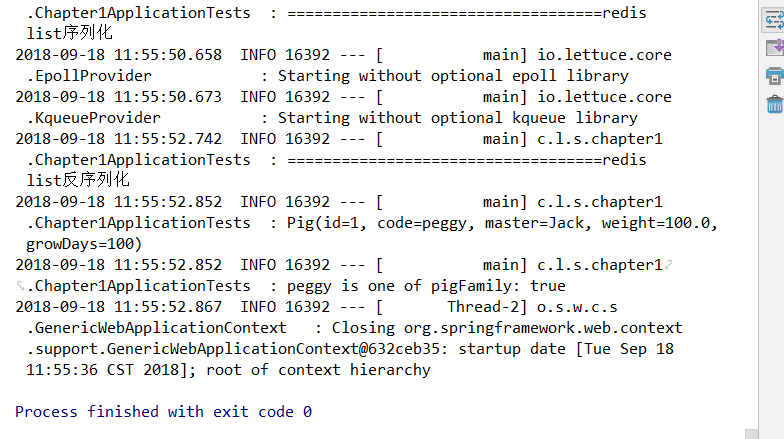 .Chapter1ApplicationTests  : ===================================redis
list序列化
2018-09-18 11:55:50.658  INFO 16392 --- [           main] io.lettuce.core
.EpollProvider            : Starting without optional epoll library
2018-09-18 11:55:50.673  INFO 16392 --- [           main] io.lettuce.core
.KqueueProvider           : Starting without optional kqueue library
2018-09-18 11:55:52.742  INFO 16392 --- [           main] c.l.s.chapter1
.Chapter1ApplicationTests  : ===================================redis
list反序列化
2018-09-18 11:55:52.852  INFO 16392 --- [           main] c.l.s.chapter1
.Chapter1ApplicationTests  : Pig(id=1, code=peggy, master=Jack, weight=100.0,
growDays=100)
2018-09-18 11:55:52.852  INFO 16392 --- [           main] c.l.s.chapter1
.Chapter1ApplicationTests  : peggy is one of pigFamily: true
2018-09-18 11:55:52.867  INFO 16392 --- [       Thread-2] o.s.w.c.s
.GenericWebApplicationContext   : Closing org.springframework.web.context
.support.GenericWebApplicationContext@632ceb35: startup date [Tue Sep 18
11:55:36 CST 2018]; root of context hierarchy
Process finished with exit code 0